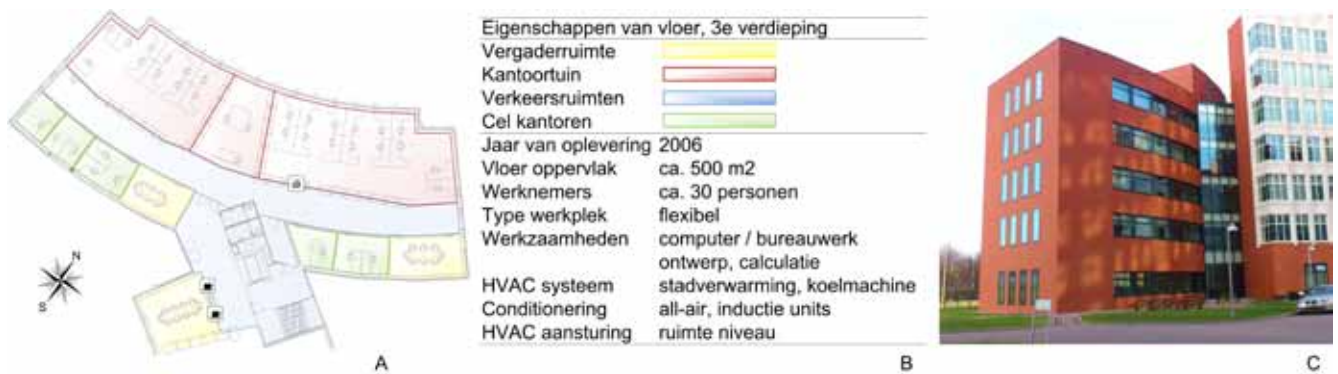 N
S
A
Eigenschappen van vloer, 3e verdieping
Vergaderruimte
Kantoortuin
Verkeersruimten
Cel kantoren
Jaar van oplevering 2006
Vloer oppervlak ca. 500 m2
Werknemers ca. 30 personen
Type werkplek flexibel
Werkzaamheden computer / bureauwerk
ontwerp, calculatie
HVAC systeem stadverwarming, koelmachine
Conditionering all-air, inductie units
HVAC aansturing ruimte niveau
B
C